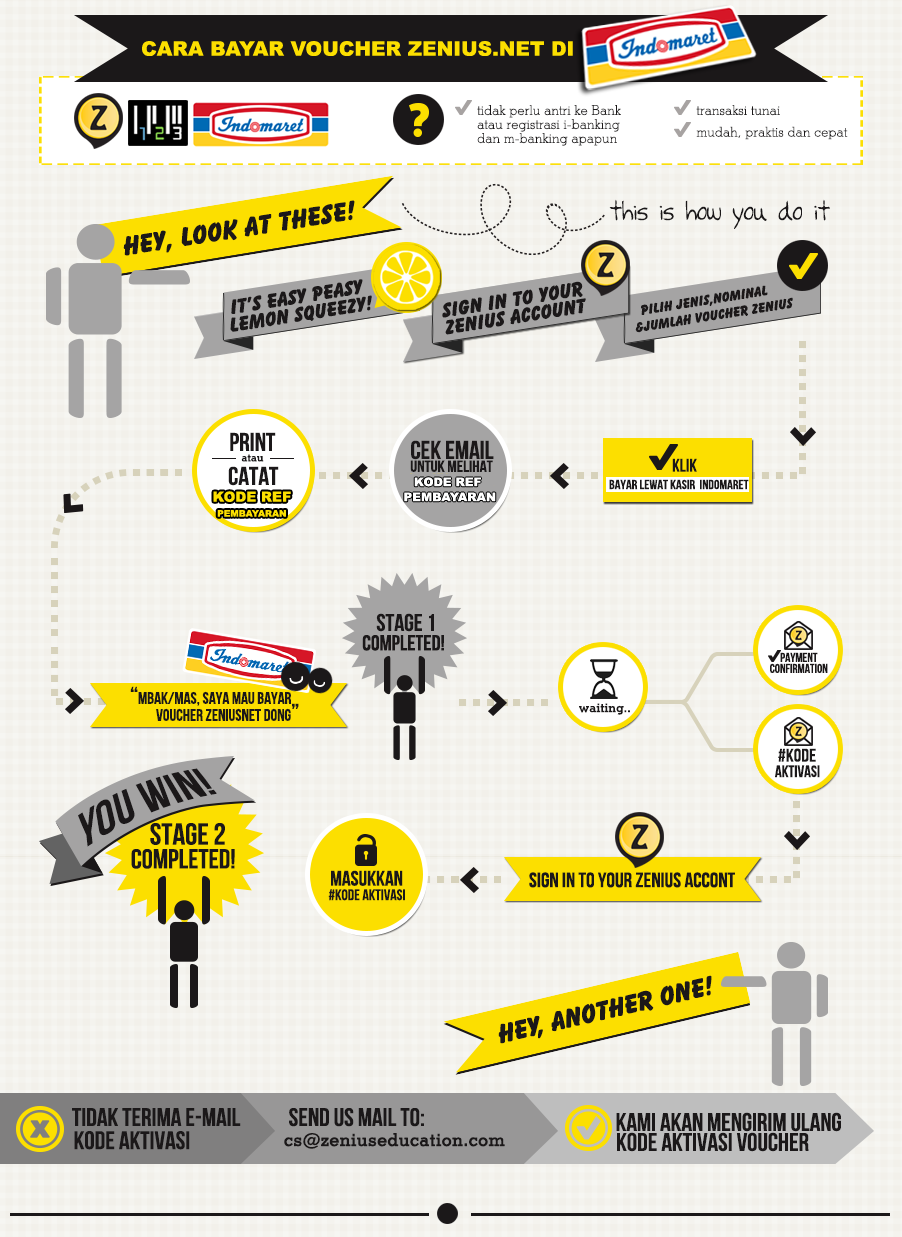 CARA BAYAR VOUCHER ZENIUS.NET DI
Indomaret
Z
123
Indomaret
?
tidak perlu antri ke Bank
atau registrasi i-banking
dan m-banking apapun
transaksi tunai
mudah, praktis dan cepat
HEY, LOOK AT THESE!
this is how you do it
IT'S EASY PEASY
LEMON SQUEEZY!
Z
SIGN IN TO YOUR
ZENIUS ACCOUNT
PILIH JENIS,NOMINAL
&JUMLAH VOUCHER ZENIUS
PRINT
atau
CATAT
KODE REF
PEMBAYARAN
CEK EMAIL
UNTUK MELIHAT
KODE REF
PEMBAYARAN
KLIK
BAYAR LEWAT KASIR INDOMARET
Indomaret
“MBAK/MAS, SAYA MAU BAYAR
VOUCHER ZENIUSNET DONG”
STAGE 1
COMPLETED!
waiting..
Z
PAYMENT
CONFIRMATION
Z
#KODE
AKTIVASI
YOU WIN!
STAGE 2
COMPLETED!
MASUKKAN
#KODE AKTIVASI
Z
SIGN IN TO YOUR ZENIUS ACCONT
HEY, ANOTHER ONE!
X
TIDAK TERIMA E-MAIL
KODE AKTIVASI
SEND US MAIL TO:
cs@zeniuseducation.com
KAMI AKAN MENGIRIM ULANG
KODE AKTIVASI VOUCHER